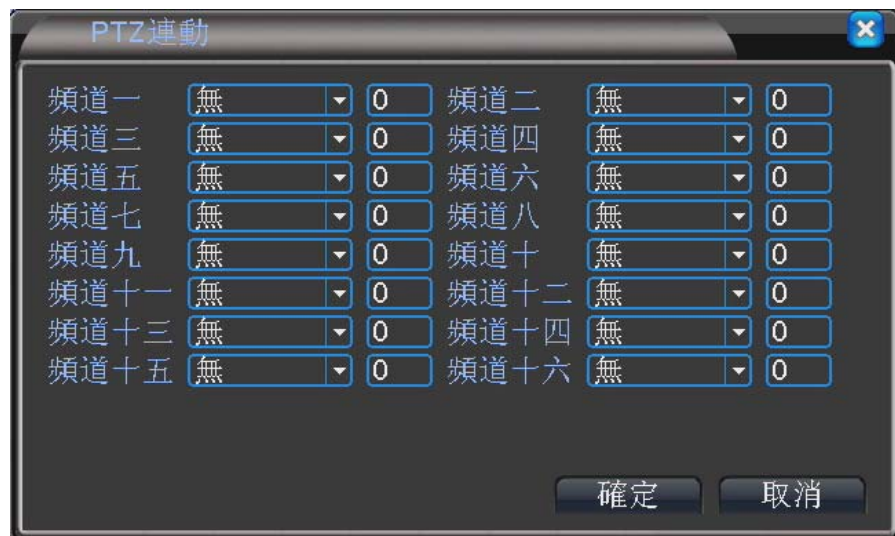 PTZ連動
頻道一 無 0 頻道二 無 0
頻道三 無 0 頻道四 無 0
頻道五 無 0 頻道六 無 0
頻道七 無 0 頻道八 無 0
頻道九 無 0 頻道十 無 0
頻道十一 無 0 頻道十二 無 0
頻道十三 無 0 頻道十四 無 0
頻道十五 無 0 頻道十六 無 0
確定 取消